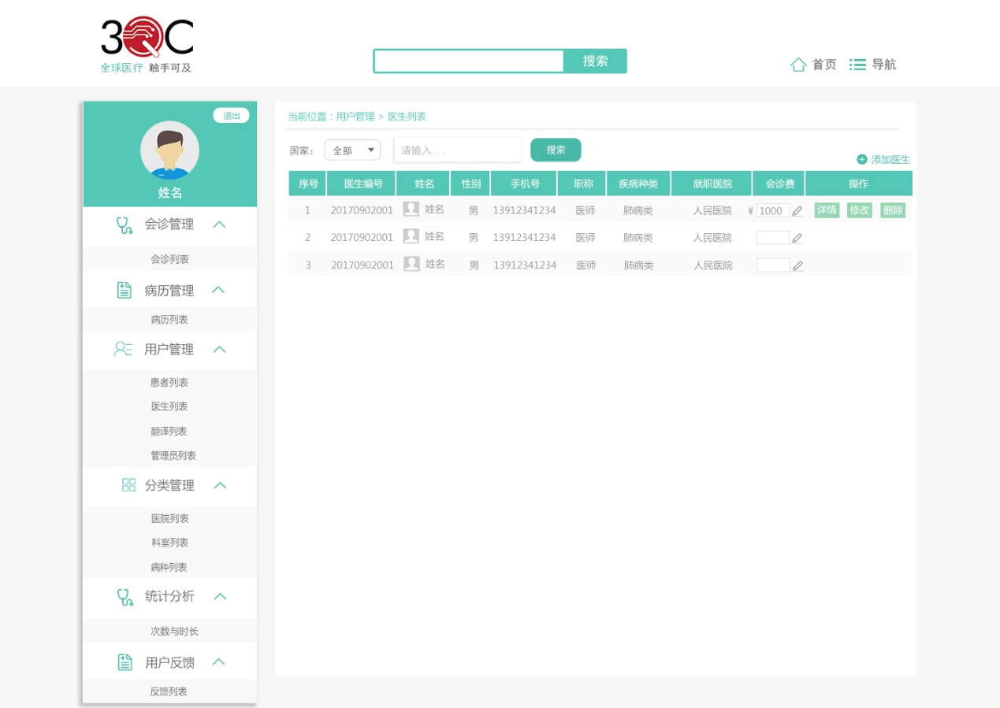 3QC
全球医疗 触手可及
搜索
首页
导航
退出
姓名
会诊管理
会诊列表
病历管理
病历列表
用户管理
患者列表
医生列表
翻译列表
管理员列表
分类管理
医院列表
科室列表
病种列表
统计分析
次数与时长
用户反馈
反馈列表
当前位置：用户管理 > 医生列表
国家： 全部 请输入... 搜索
添加医生
序号 医生编号 姓名 性别 手机号 职称 疾病种类 就职医院 会诊费 操作
1 20170902001 姓名 男 13912341234 医师 肺病类 人民医院 ¥ 1000 详情 修改 删除
2 20170902001 姓名 男 13912341234 医师 肺病类 人民医院
3 20170902001 姓名 男 13912341234 医师 肺病类 人民医院